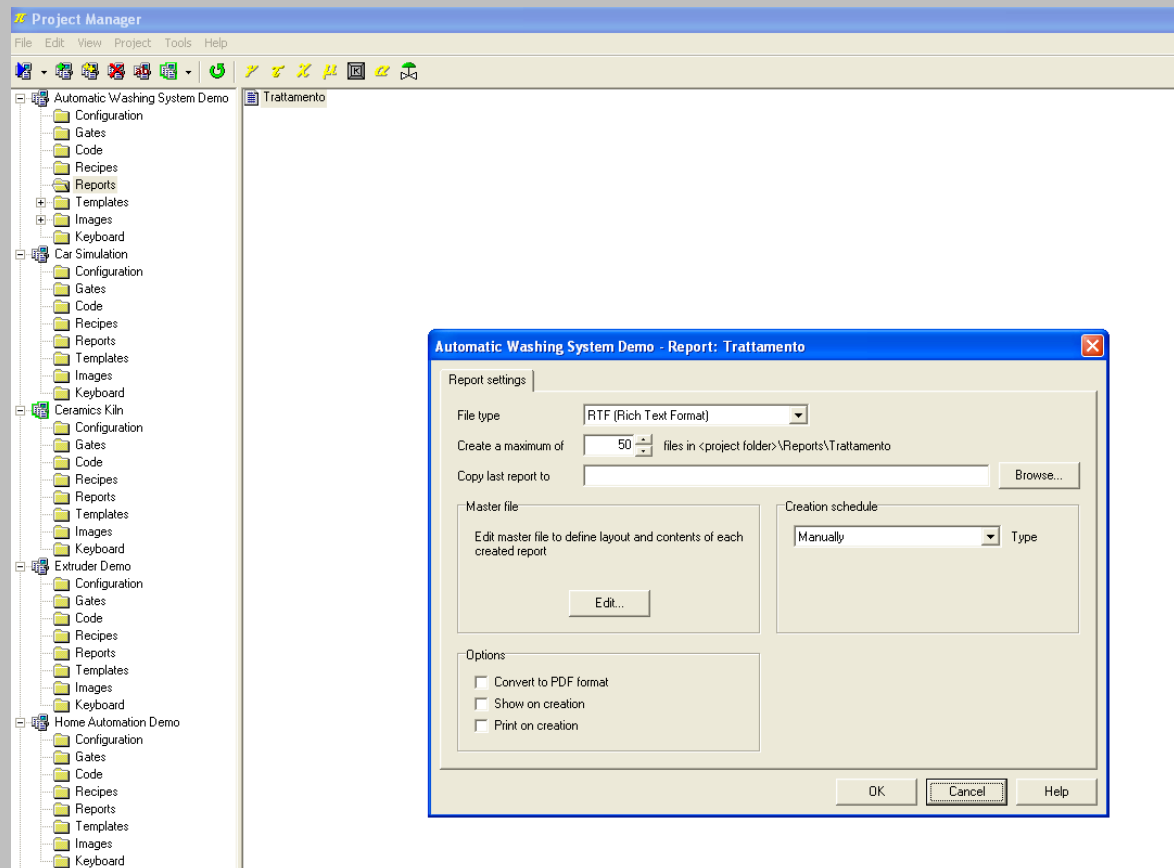 Project Manager
File Edit View Project Tools Help
Automatic Washing System Demo
Configuration
Gates
Code
Recipes
Reports
Templates
Images
Keyboard
Car Simulation
Configuration
Gates
Code
Recipes
Reports
Templates
Images
Keyboard
Ceramics Kiln
Configuration
Gates
Code
Recipes
Reports
Templates
Images
Keyboard
Extruder Demo
Configuration
Gates
Code
Recipes
Reports
Templates
Images
Keyboard
Home Automation Demo
Configuration
Gates
Code
Recipes
Reports
Templates
Images
Keyboard
Trattamento
Automatic Washing System Demo - Report: Trattamento
Report settings
File type RTF (Rich Text Format)
Create a maximum of 50 files in <project folder>\Reports\Trattamento
Copy last report to Browse...
Master file
Edit master file to define layout and contents of each
created report
Edit...
Creation schedule
Manually Type
Options
Convert to PDF format
Show on creation
Print on creation
OK Cancel Help